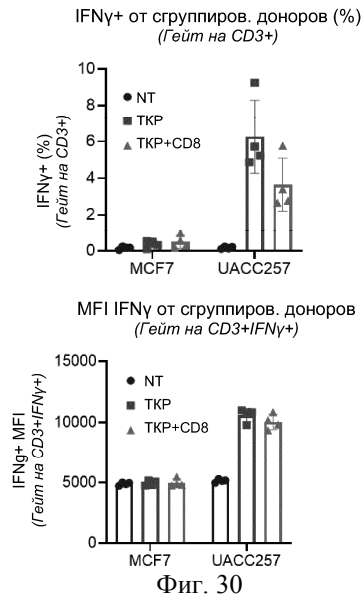 IFNγ+ от сгруппиров. доноров (%)
(Гейт на CD3+)
IFNγ+ (%)
(Гейт на CD3+)
10
8
6
4
2
0
NT
ТКР
ТКР+CD8
MCF7
UACC257
MFI IFNγ от сгруппиров. доноров
(Гейт на CD3+IFNγ+)
IFNg+ MFI
(Гейт на CD3+IFNγ+)
15000
10000
5000
0
NT
ТКР
ТКР+CD8
MCF7
UACC257
Фиг. 30